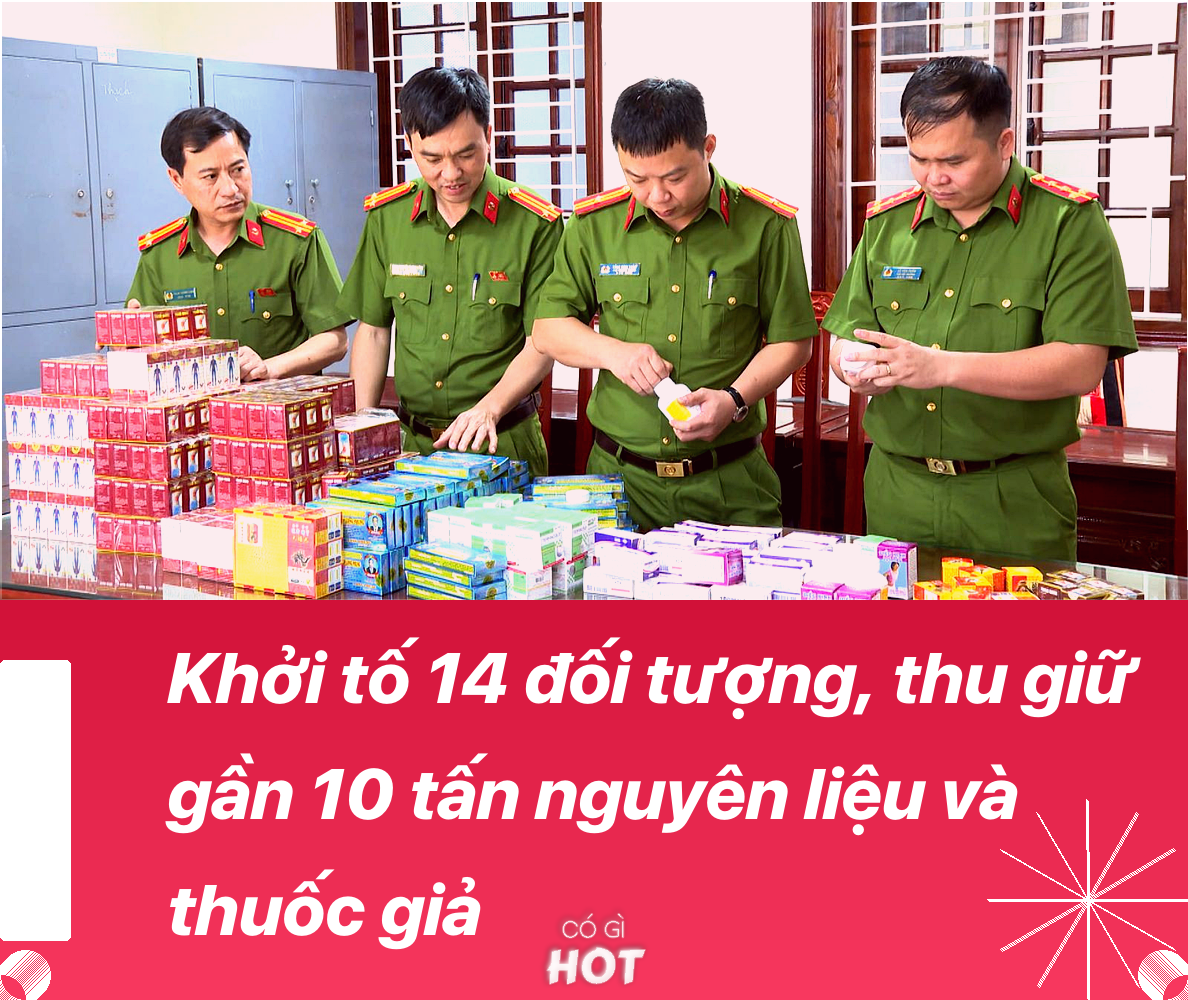 Khởi tố 14 đối tượng, thu giữ
gần 10 tấn nguyên liệu và
thuốc giả
CÓ GÌ
HOT